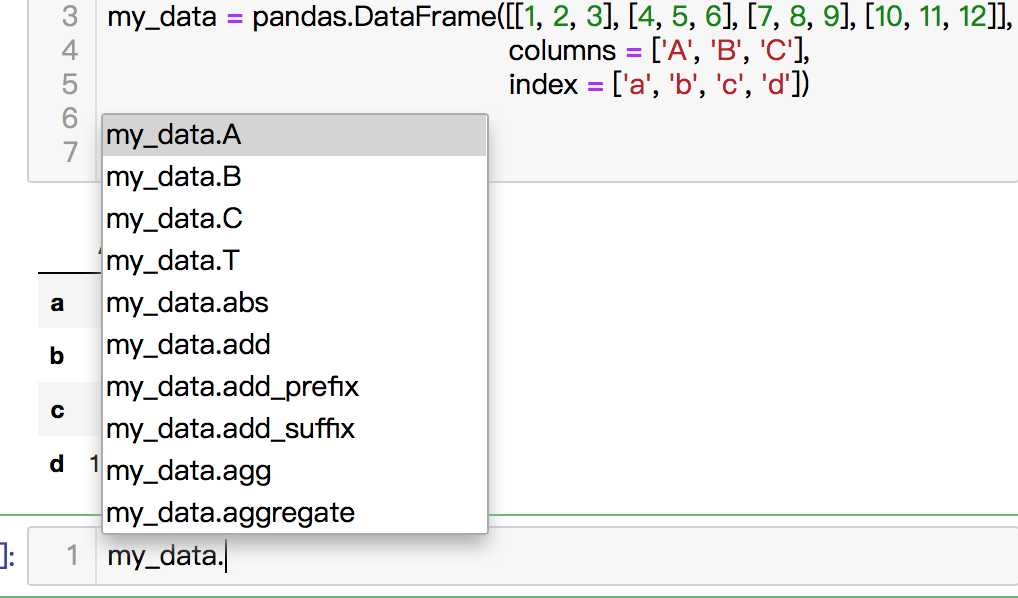 3 my_data = pandas.DataFrame([[1, 2, 3], [4, 5, 6], [7, 8, 9], [10, 11, 12]],
4 columns = ['A', 'B', 'C'],
5 index = ['a', 'b', 'c', 'd'])
6
7
my_data.A
my_data.B
my_data.C
my_data.T
my_data.abs
my_data.add
my_data.add_prefix
my_data.add_suffix
my_data.agg
my_data.aggregate
a
b
c
d 1
]: 1 my_data.